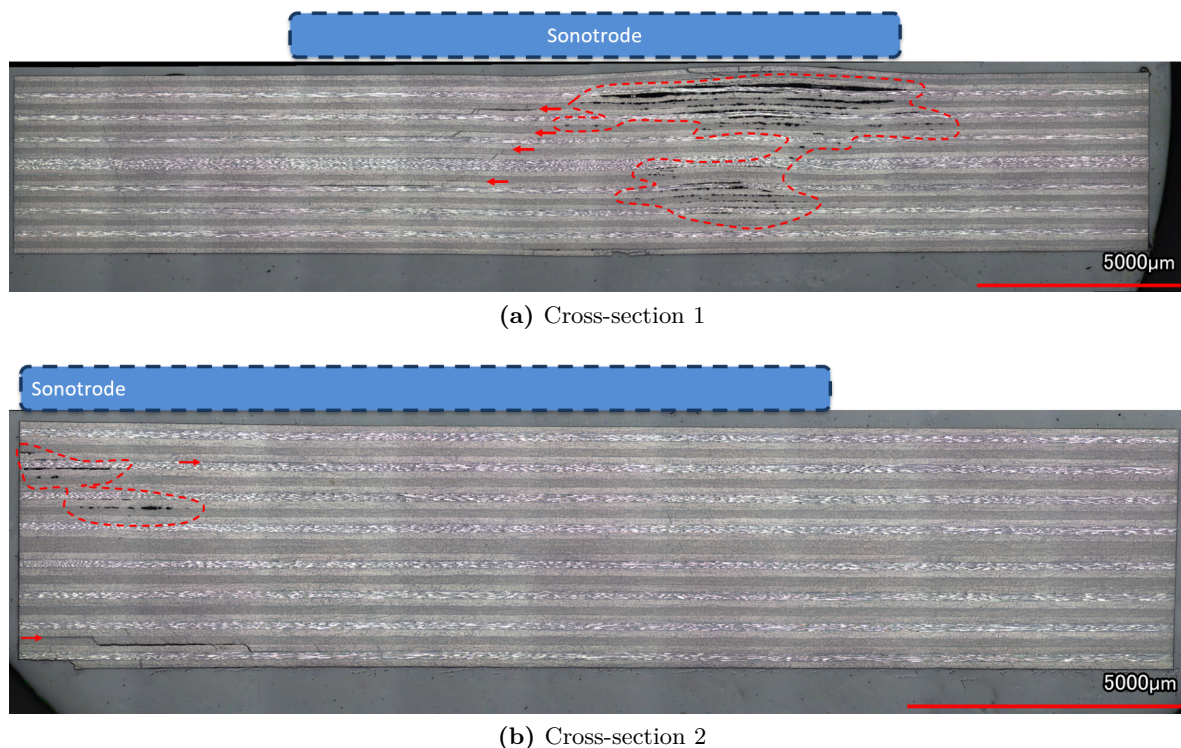 Sonotrode
5000μm
(a) Cross-section 1
Sonotrode
5000μm
(b) Cross-section 2